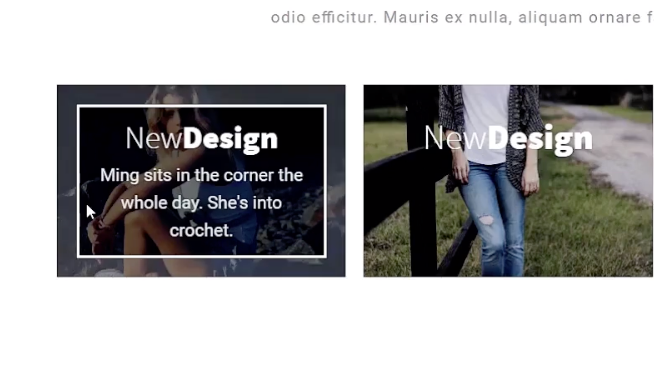 odio efficitur. Mauris ex nulla, aliquam ornare f
NewDesign
Ming sits in the corner the
whole day. She's into
crochet.
NewDesign